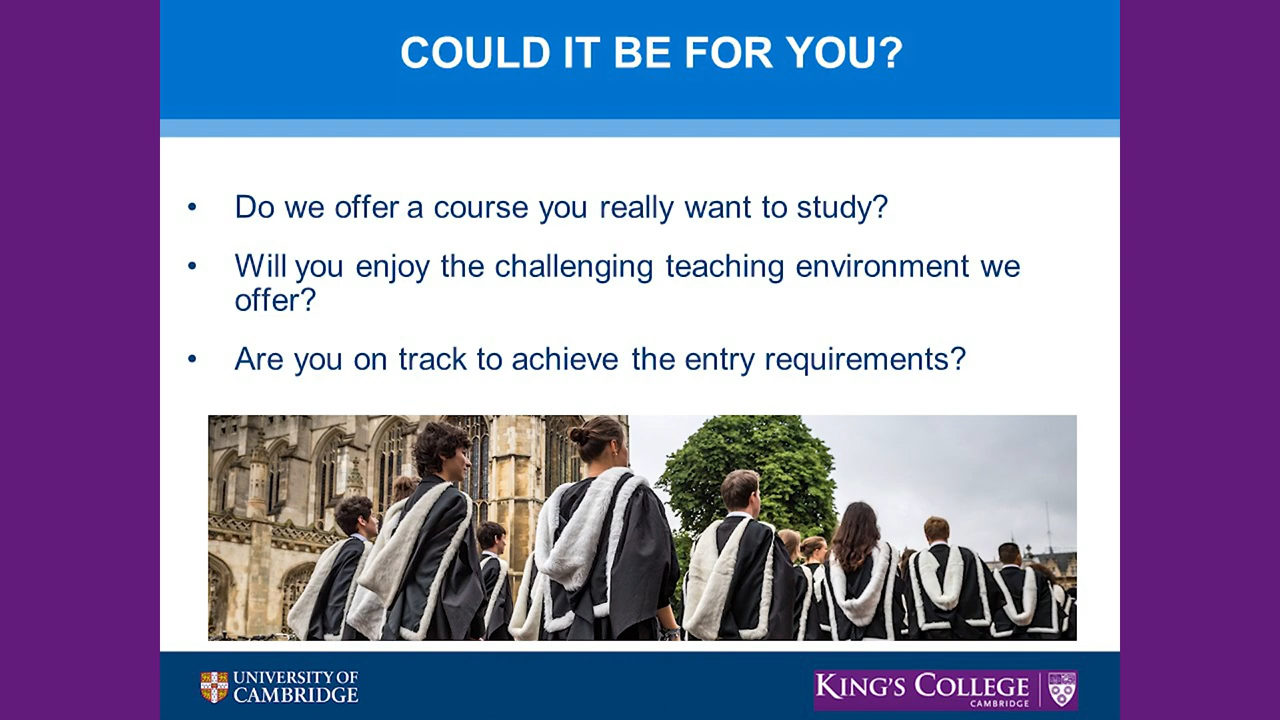 COULD IT BE FOR YOU?
• Do we offer a course you really want to study?
• Will you enjoy the challenging teaching environment we
offer?
• Are you on track to achieve the entry requirements?
UNIVERSITY OF
CAMBRIDGE
KING'S COLLEGE
CAMBRIDGE